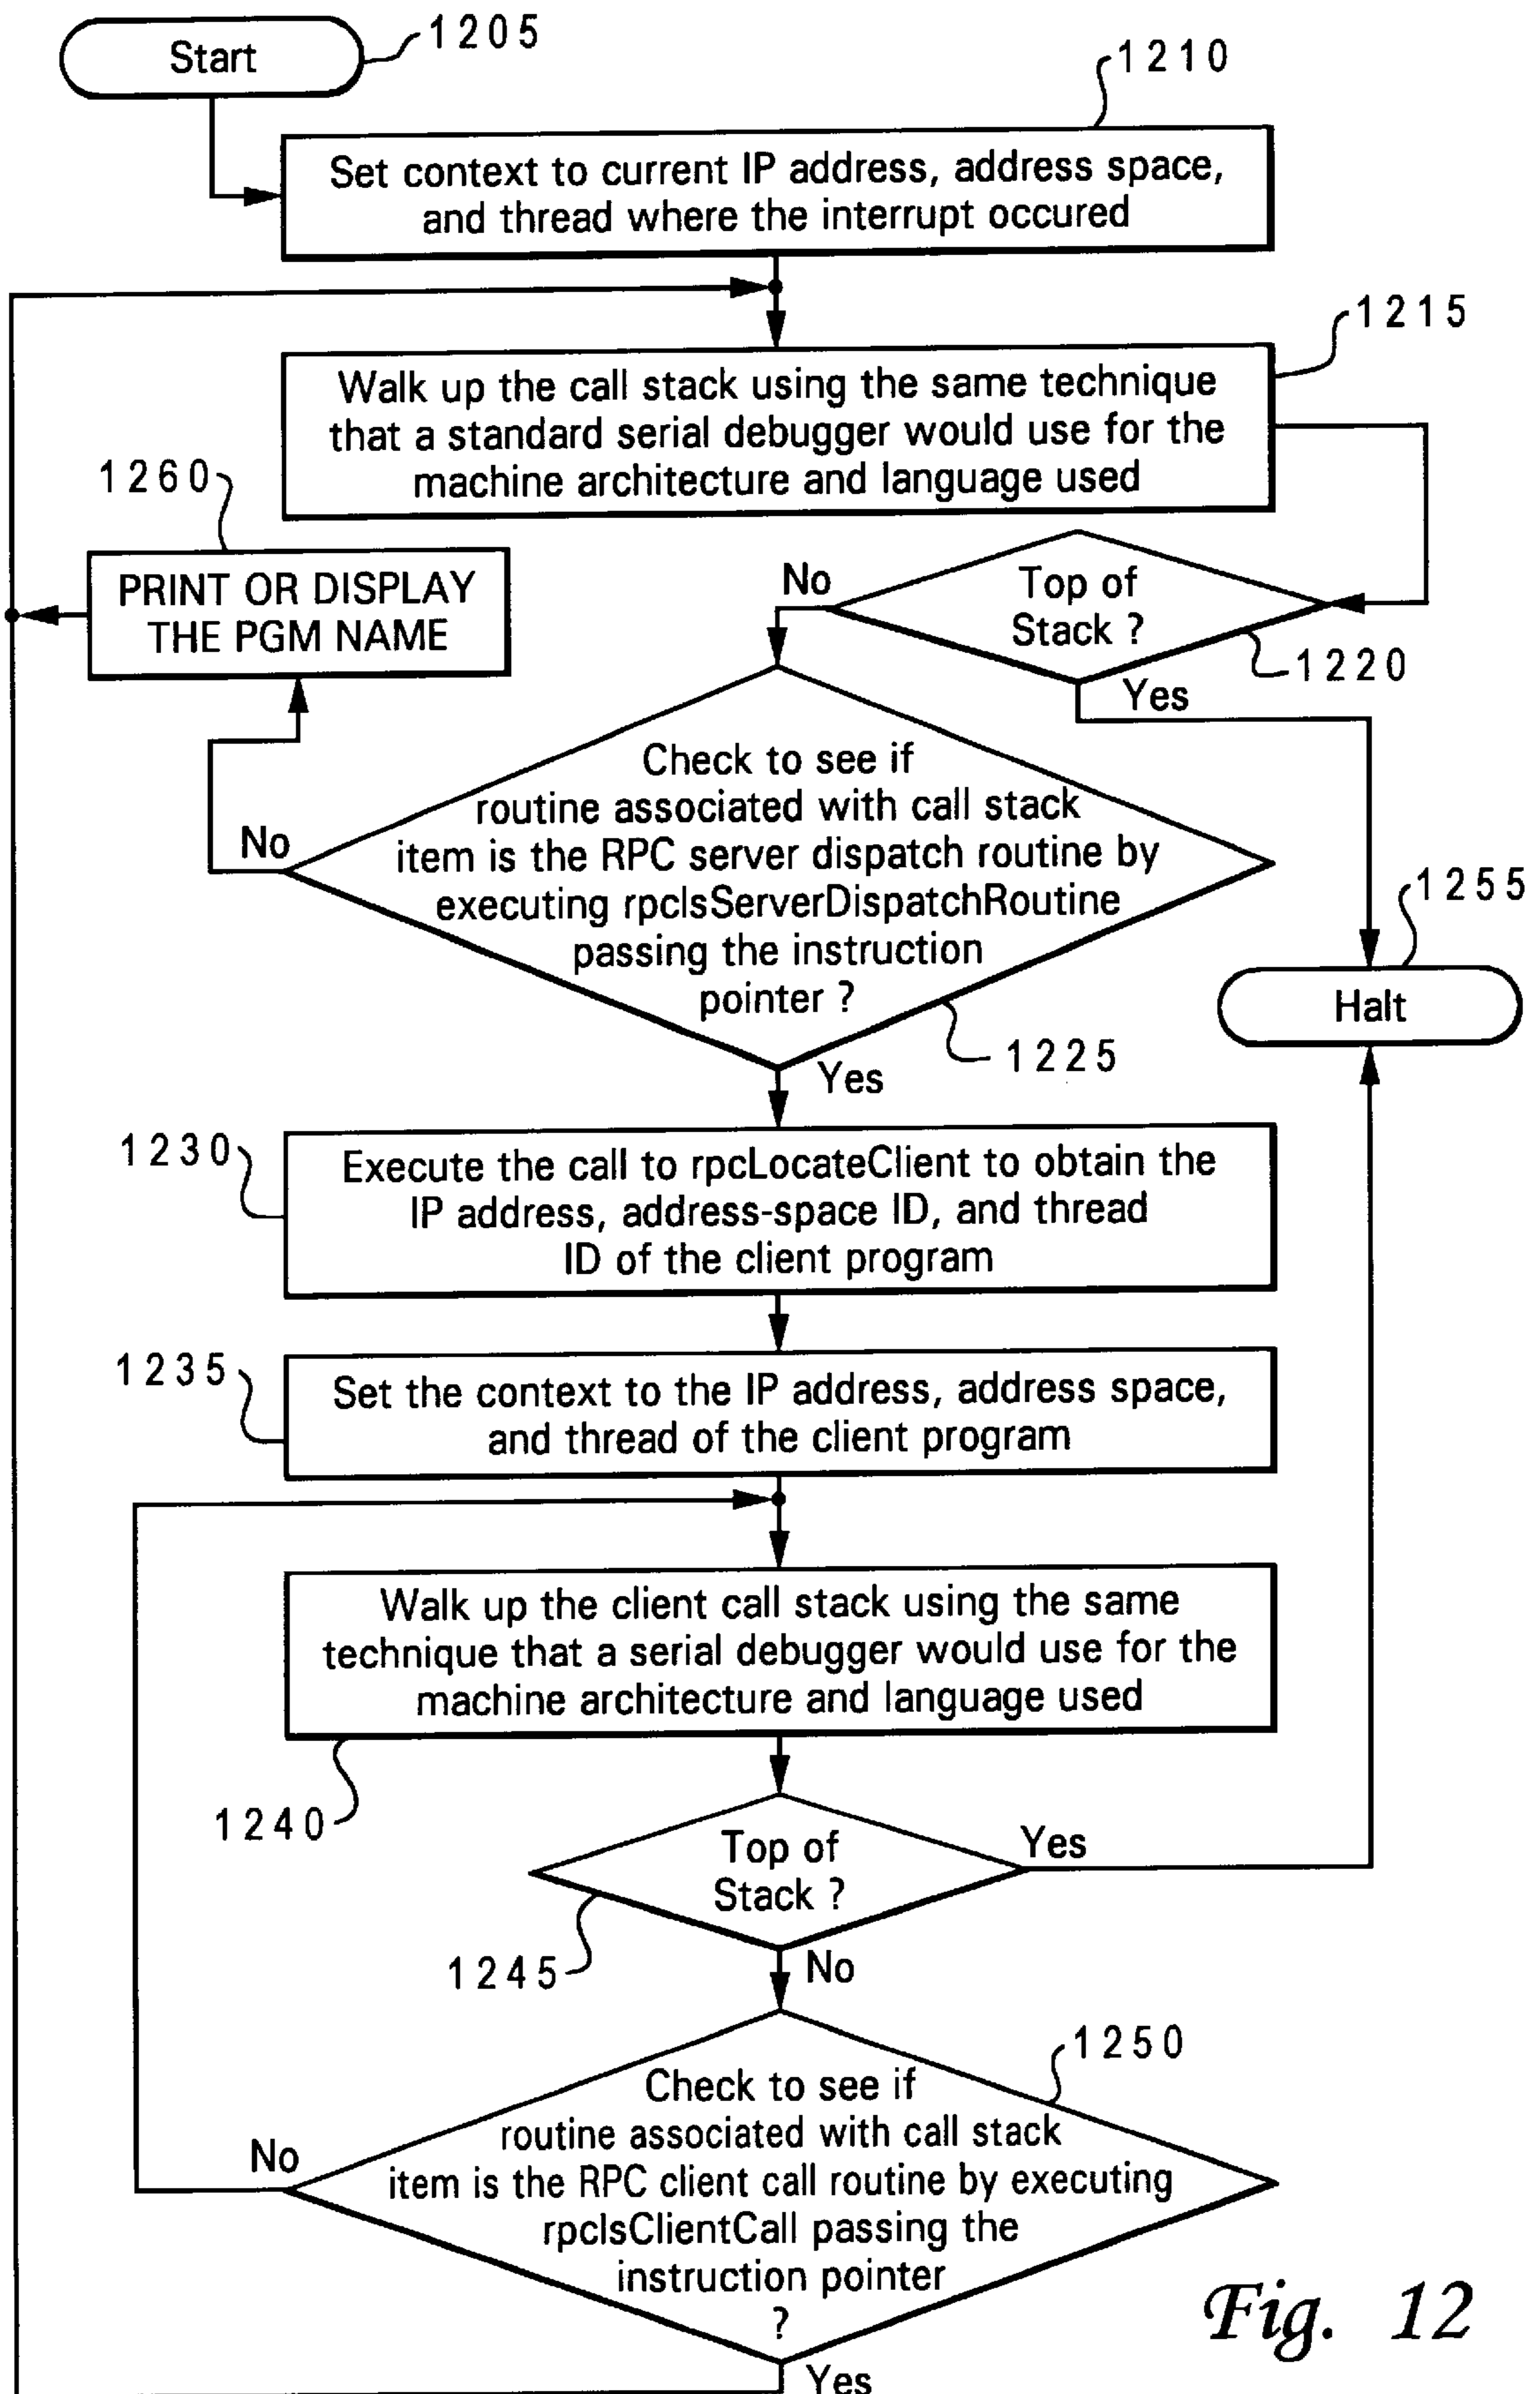 Start
1205
1210
Set context to current IP address, address space,
and thread where the interrupt occured
1215
Walk up the call stack using the same technique
that a standard serial debugger would use for the
machine architecture and language used
1260
PRINT OR DISPLAY
THE PGM NAME
No
Top of
Stack ?
1220
Yes
Check to see if
routine associated with call stack
item is the RPC server dispatch routine by
executing rpcIsServerDispatchRoutine
passing the instruction
pointer ?
No
1225
Yes
1255
Halt
1230
Execute the call to rpcLocateClient to obtain the
IP address, address-space ID, and thread
ID of the client program
1235
Set the context to the IP address, address space,
and thread of the client program
Walk up the client call stack using the same
technique that a serial debugger would use for the
machine architecture and language used
1240
Top of
Stack ?
Yes
1245
No
1250
Check to see if
routine associated with call stack
item is the RPC client call routine by executing
rpcIsClientCall passing the
instruction pointer
?
No
Yes
Fig. 12